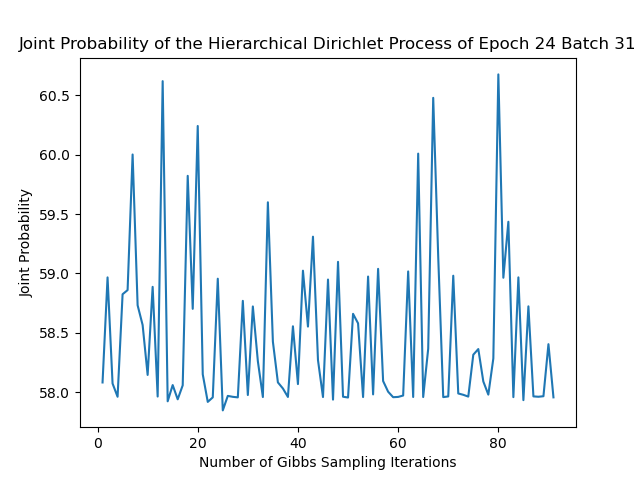 Joint Probability of the Hierarchical Dirichlet Process of Epoch 24 Batch 31
60.5
60.0
59.5
59.0
58.5
58.0
Joint Probability
0 20 40 60 80
Number of Gibbs Sampling Iterations